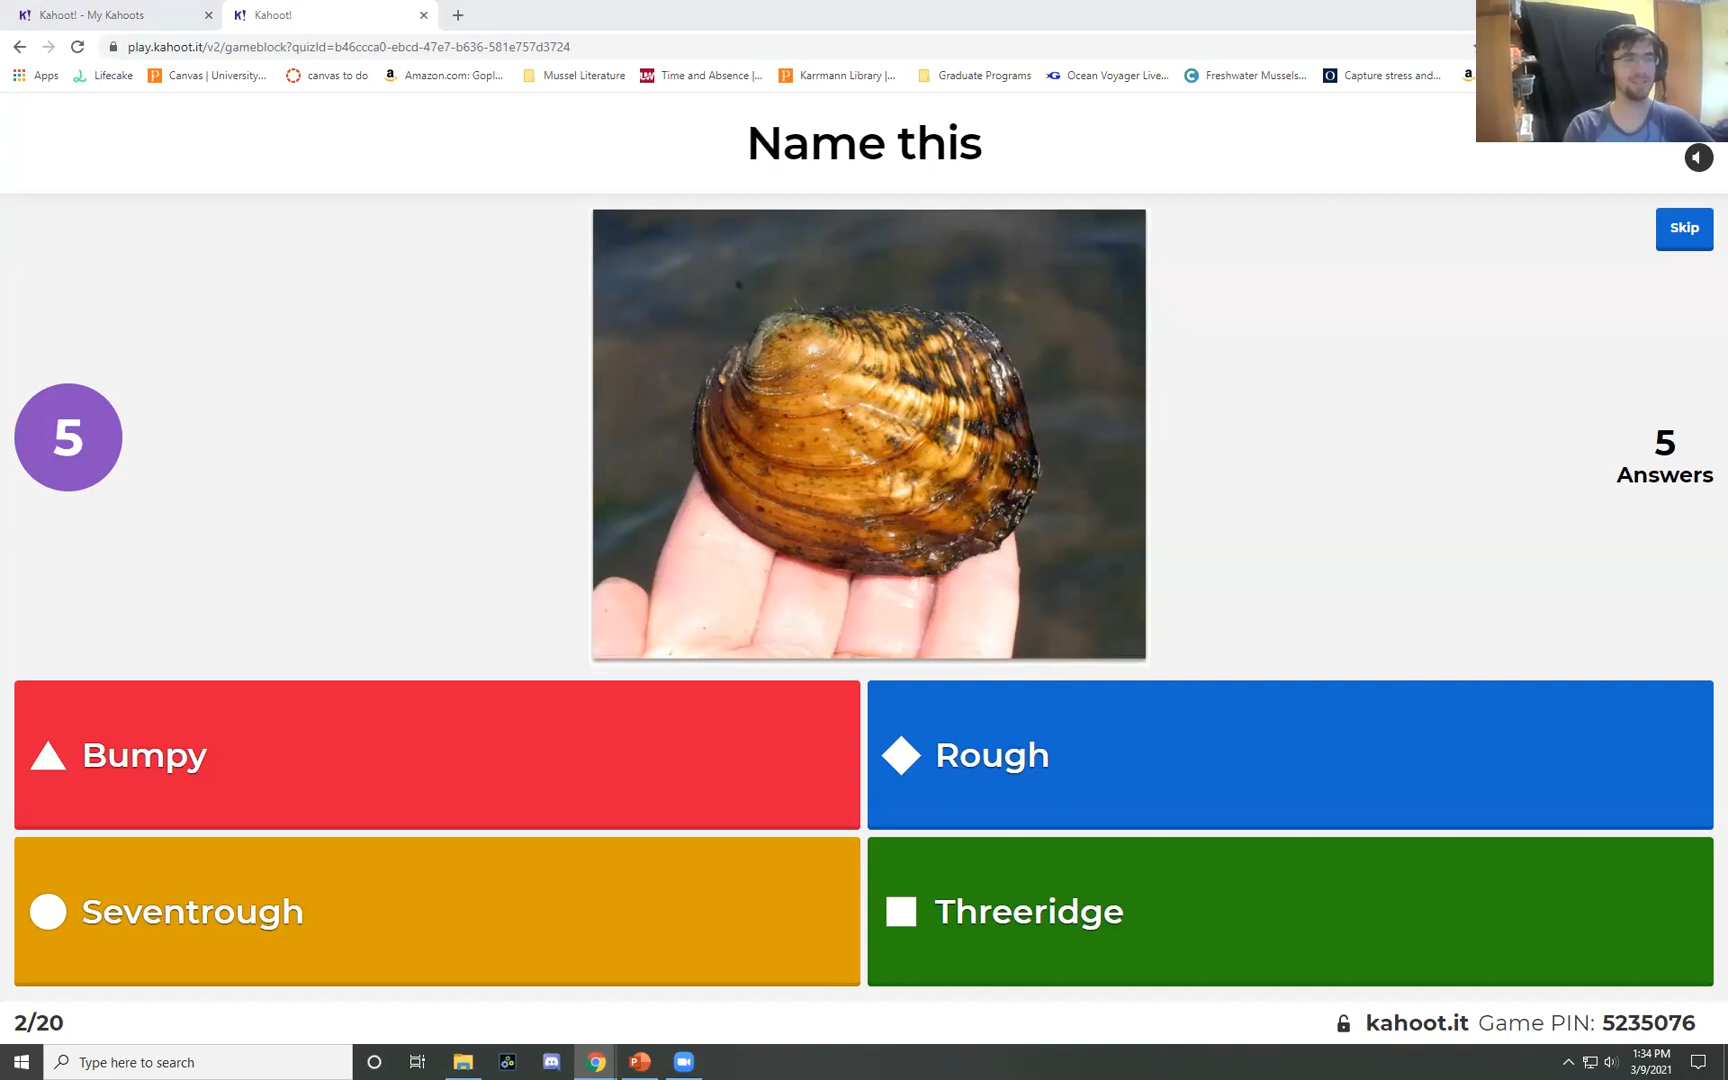 Kahoot! - My Kahoots
Kahoot!
play.kahoot.it/v2/gameblock?quizId=b46ccca0-ebcd-47e7-b636-581e757d3724
Apps Lifecake Canvas | University... canvas to do Amazon.com: Gopl... Mussel Literature Time and Absence |... Karrmann Library |... Graduate Programs Ocean Voyager Live... Freshwater Mussels... Capture stress and...
Name this
Skip
5
5
Answers
Bumpy
Rough
Seventrough
Threeridge
2/20
kahoot.it Game PIN: 5235076
Type here to search
1:34 PM
3/9/2021